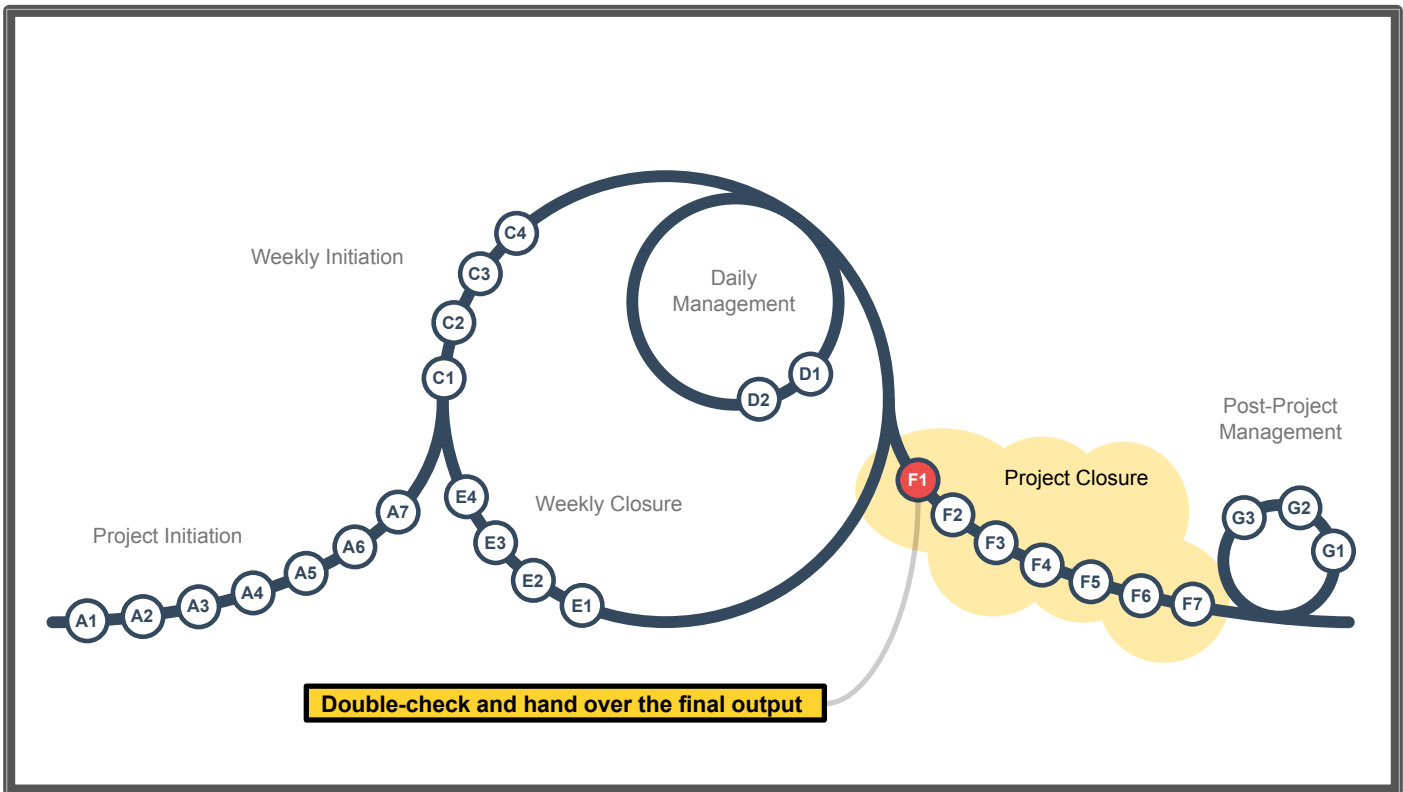 Weekly Initiation
C4
C3
C2
C1
Daily
Management
D1
D2
Post-Project
Management
Project Closure
F1
F2
F3
F4
F5
F6
F7
G3
G2
G1
Weekly Closure
E4
E3
E2
E1
Project Initiation
A1
A2
A3
A4
A5
A6
A7
Double-check and hand over the final output